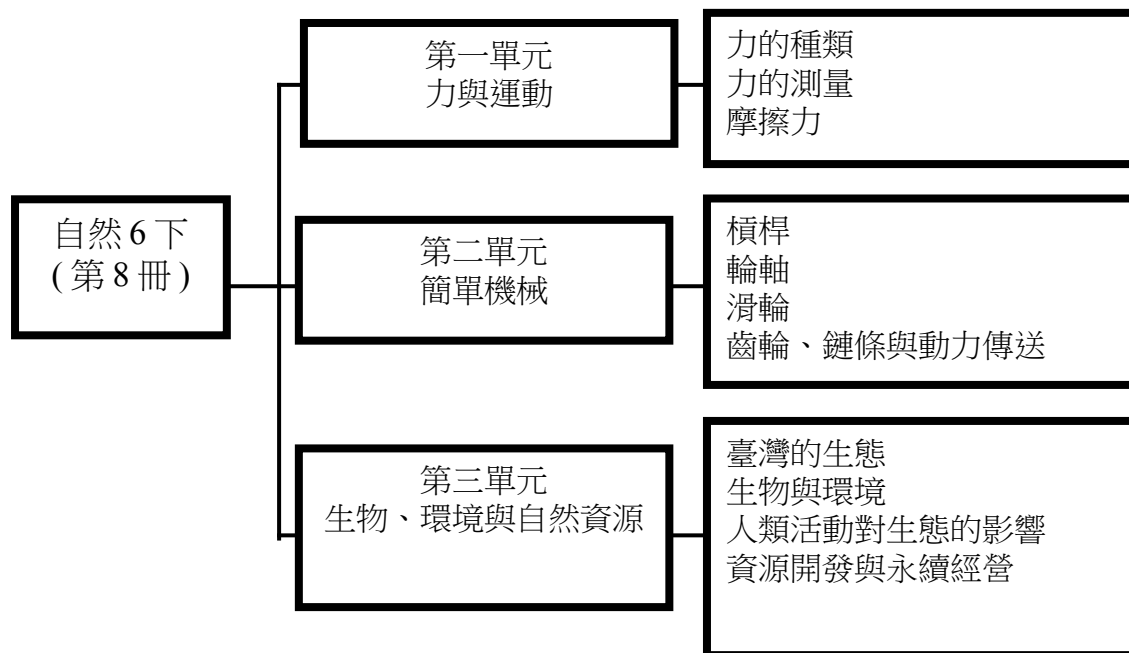 自然6下
(第8冊)
第一單元
力與運動
力的種類
力的測量
摩擦力
第二單元
簡單機械
槓桿
輪軸
滑輪
齒輪、鏈條與動力傳送
第三單元
生物、環境與自然資源
臺灣的生態
生物與環境
人類活動對生態的影響
資源開發與永續經營